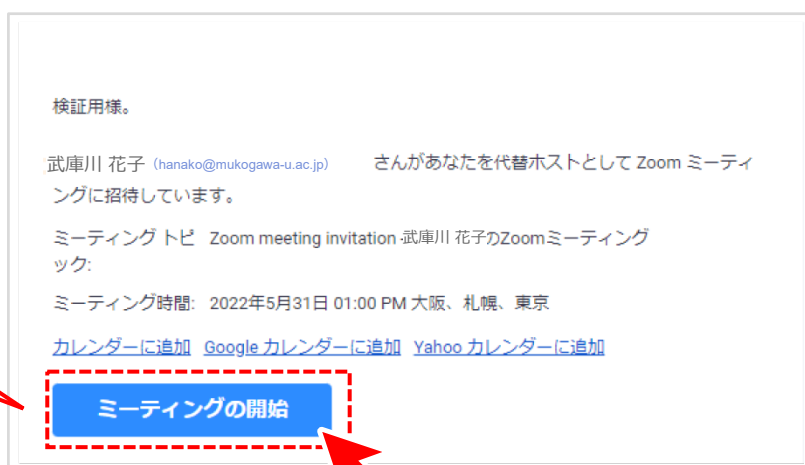 検証用様。
武庫川 花子（hanako@mukogawa-u.ac.jp) さんがあなたを代替ホストとして Zoom ミーティ
ングに招待しています。
ミーティング トピ Zoom meeting invitation -武庫川 花子のZoomミーティング
ック:
ミーティング時間: 2022年5月31日 01:00 PM 大阪、札幌、東京
カレンダーに追加 Google カレンダーに追加 Yahoo カレンダーに追加
ミーティングの開始